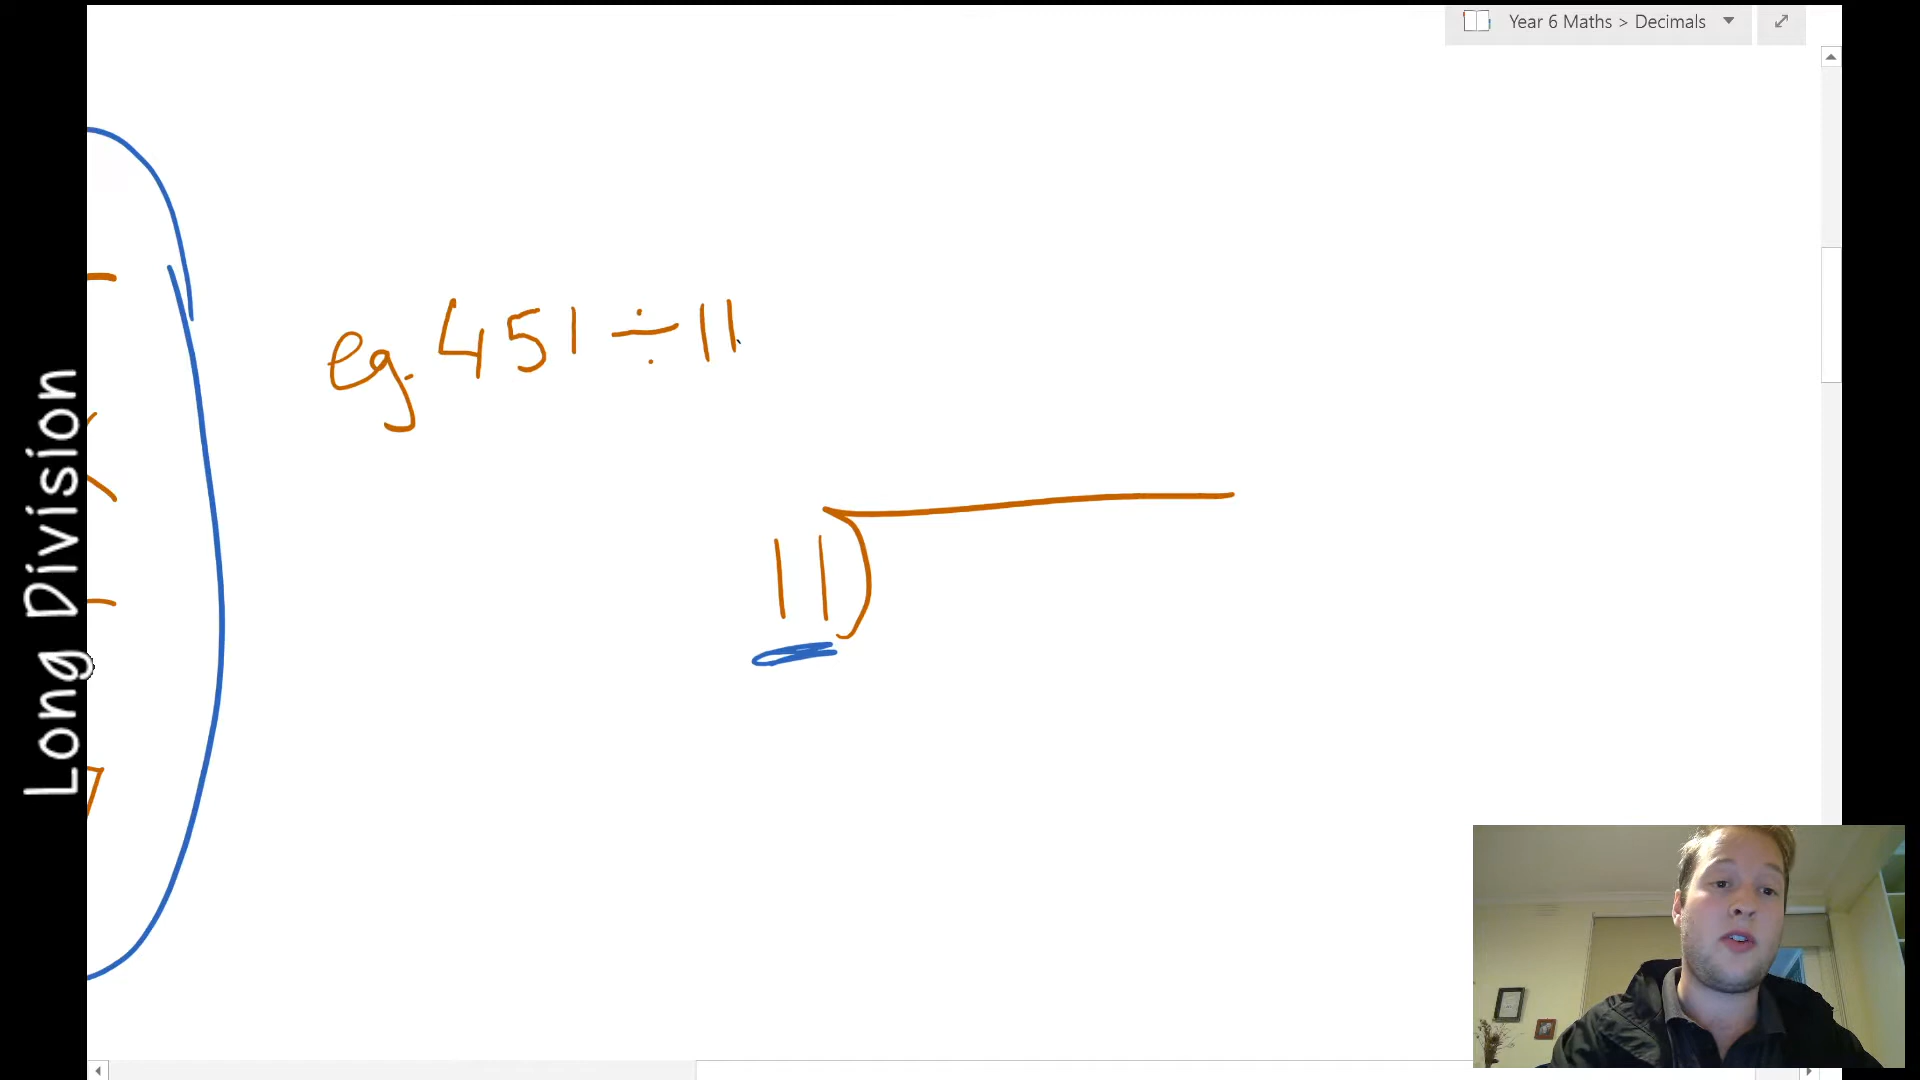 Year 6 Maths > Decimals
Long Division
eg. 451 ÷ 11
11)